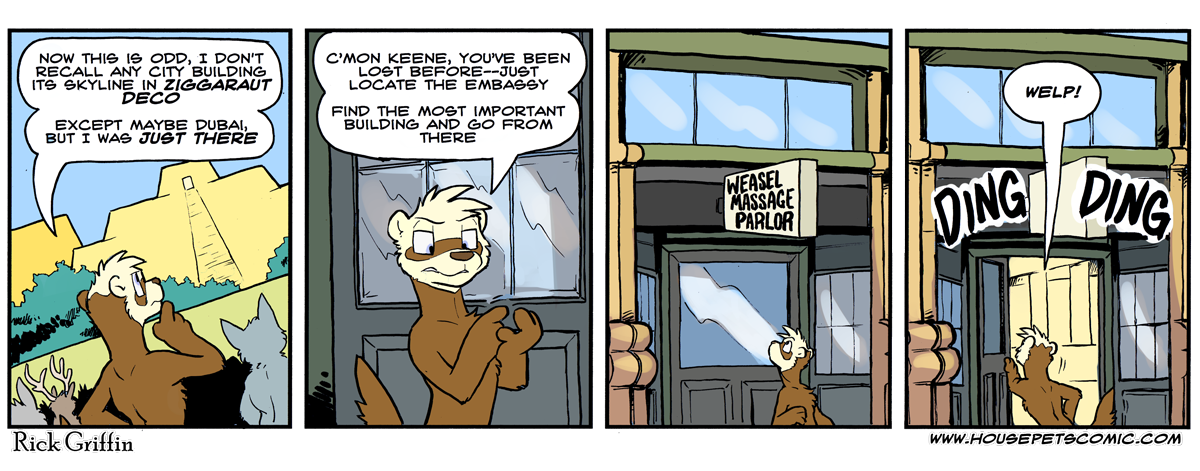 NOW THIS IS ODD, I DON'T
RECALL ANY CITY BUILDING
ITS SKYLINE IN ZIGGARAUT
DECO
EXCEPT MAYBE DUBAI,
BUT I WAS JUST THERE
C'MON KEENE, YOU'VE BEEN
LOST BEFORE--JUST
LOCATE THE EMBASSY
FIND THE MOST IMPORTANT
BUILDING AND GO FROM
THERE
WEASEL
MASSAGE
PARLOR
WELP!
DING
DING
Rick Griffin
WWW.HOUSEPETSCOMIC.COM